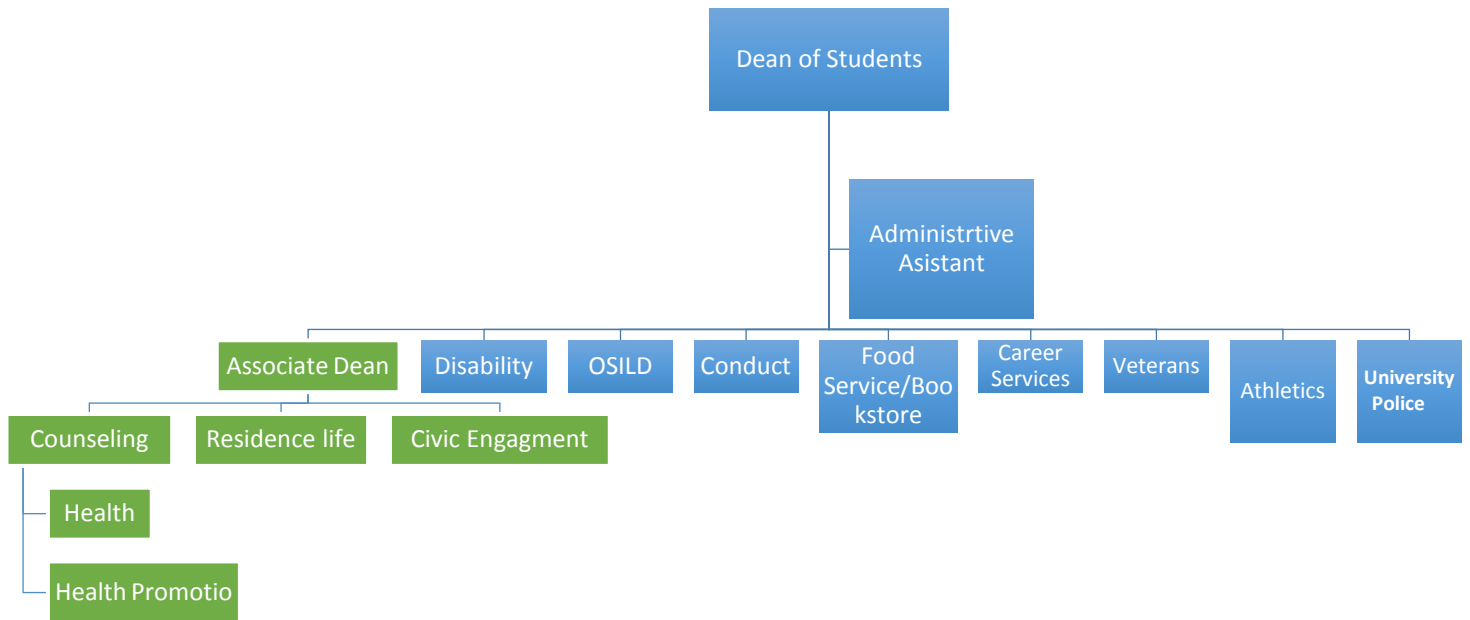 Dean of Students
Administrtive
Asistant
Associate Dean
Disability
OSILD
Conduct
Food
Service/Boo
kstore
Career
Services
Veterans
Athletics
University
Police
Counseling
Residence life
Civic Engagment
Health
Health Promotio